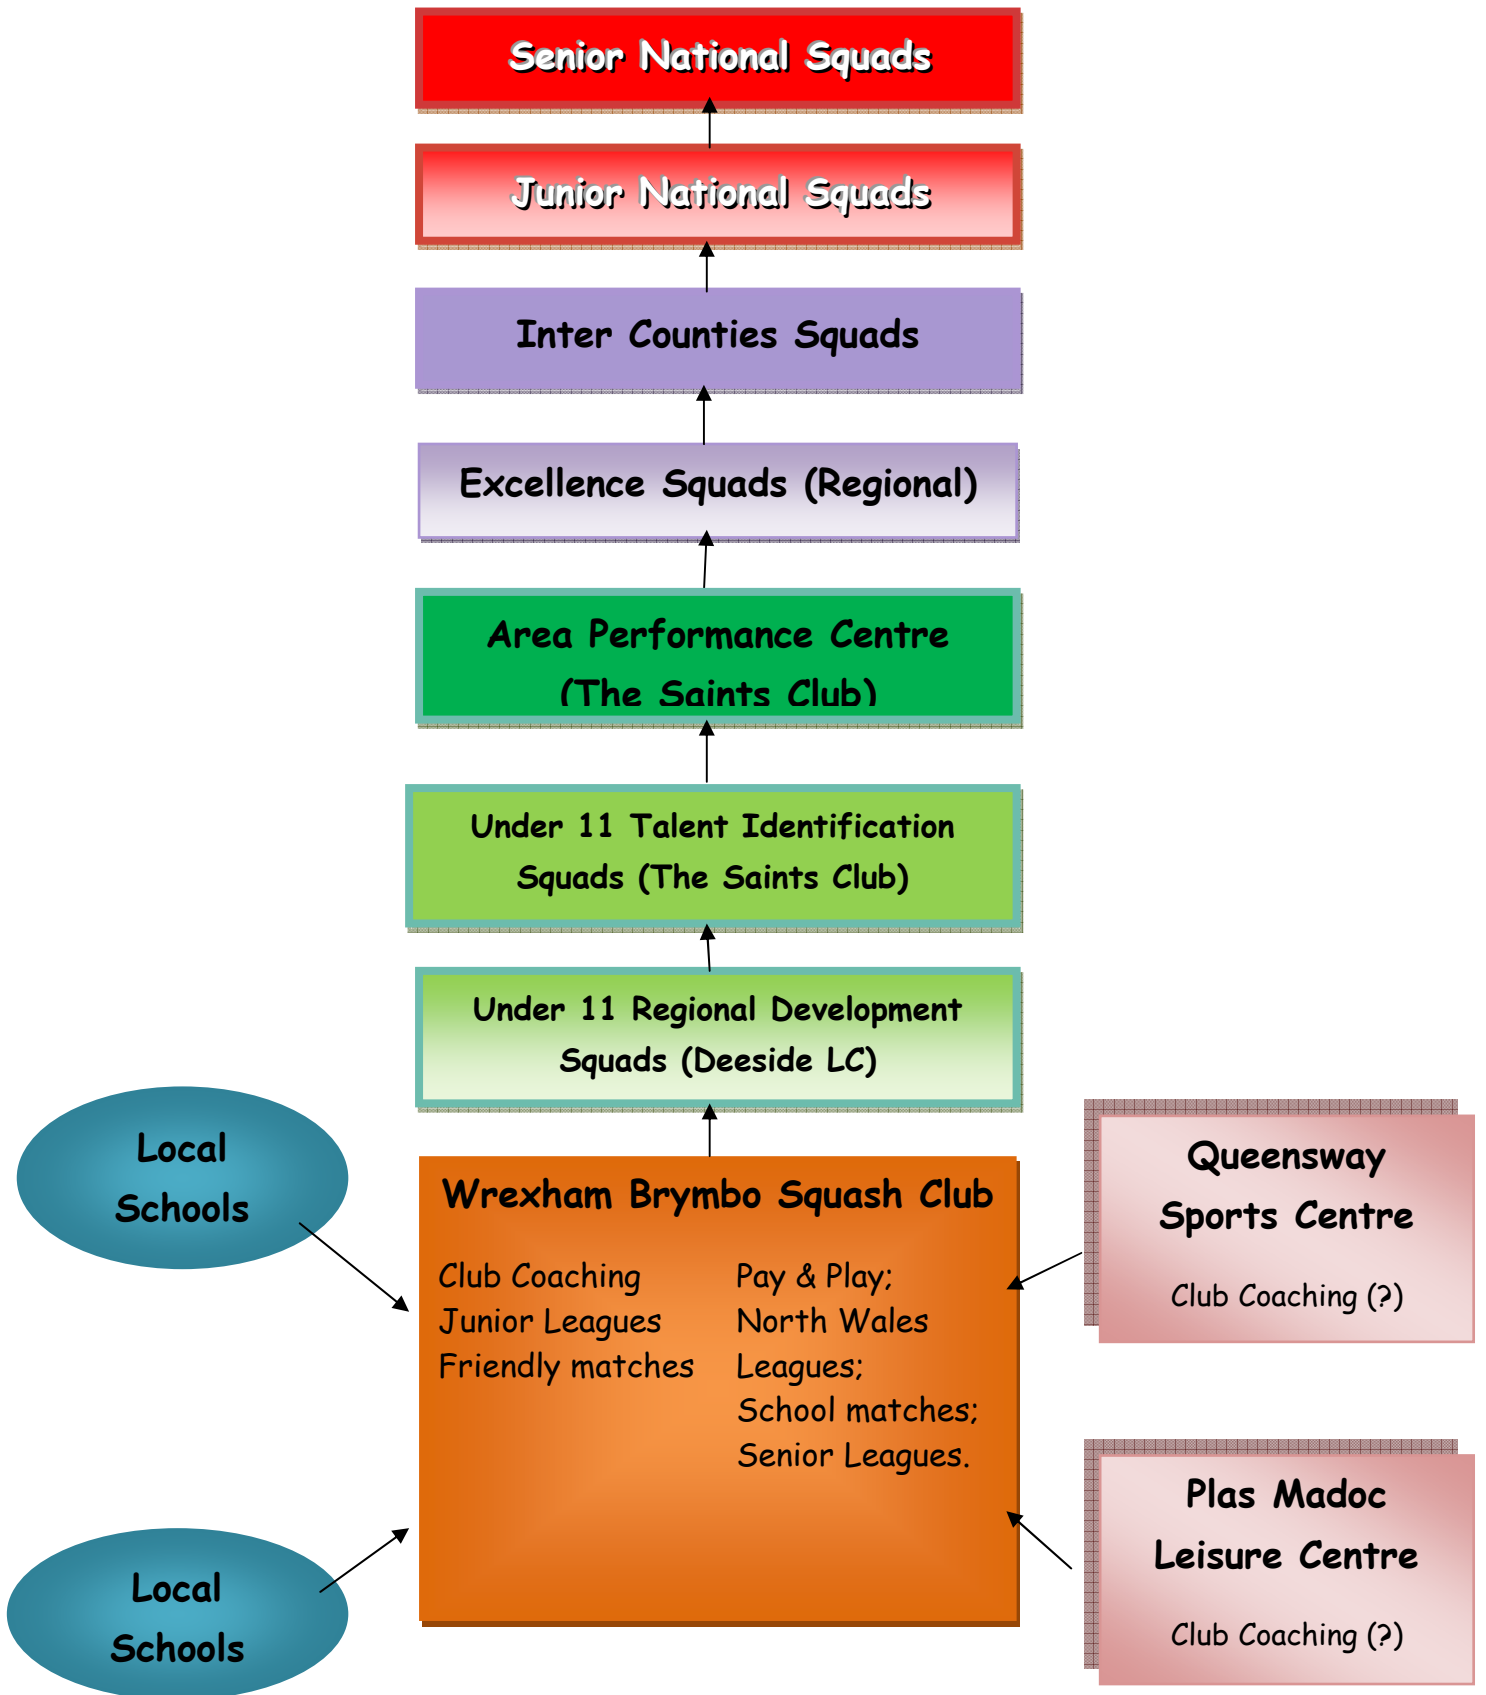 Senior National Squads
Junior National Squads
Inter Counties Squads
Excellence Squads (Regional)
Area Performance Centre
(The Saints Club)
Under 11 Talent Identification
Squads (The Saints Club)
Under 11 Regional Development
Squads (Deeside LC)
Local
Schools
Wrexham Brymbo Squash Club
Club Coaching
Junior Leagues
Friendly matches
Pay & Play;
North Wales
Leagues;
School matches;
Senior Leagues.
Queensway
Sports Centre
Club Coaching (?)
Local
Schools
Plas Madoc
Leisure Centre
Club Coaching (?)